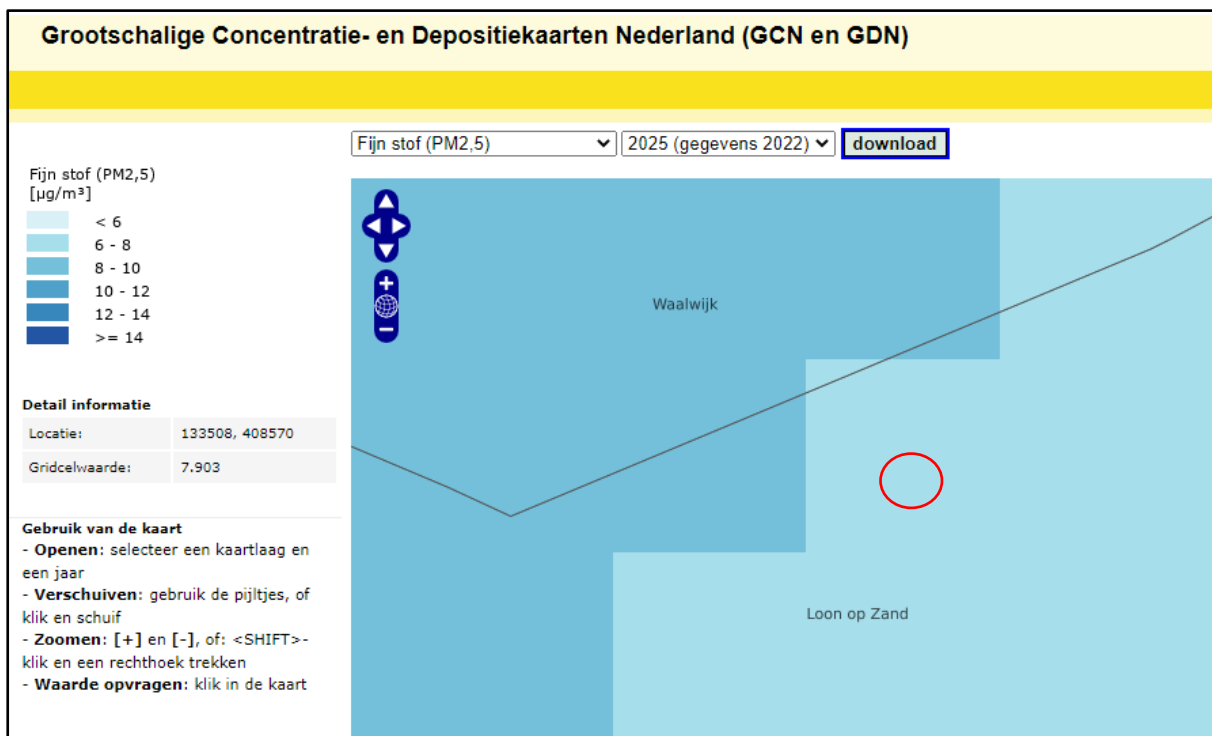 Grootschalige Concentratie- en Depositiekaarten Nederland (GCN en GDN)
Fijn stof (PM2,5) 2025 (gegevens 2022) download
Fijn stof (PM2,5)
[µg/m³]
< 6
6 - 8
8 - 10
10 - 12
12 - 14
>= 14
Detail informatie
Locatie: 133508, 408570
Gridcelwaarde: 7.903
Gebruik van de kaart
- Openen: selecteer een kaartlaag en
een jaar
- Verschuiven: gebruik de pijltjes, of
klik en schuif
- Zoomen: [+] en [-], of: <SHIFT>-
klik en een rechthoek trekken
- Waarde opvragen: klik in de kaart
Waalwijk
Loon op Zand